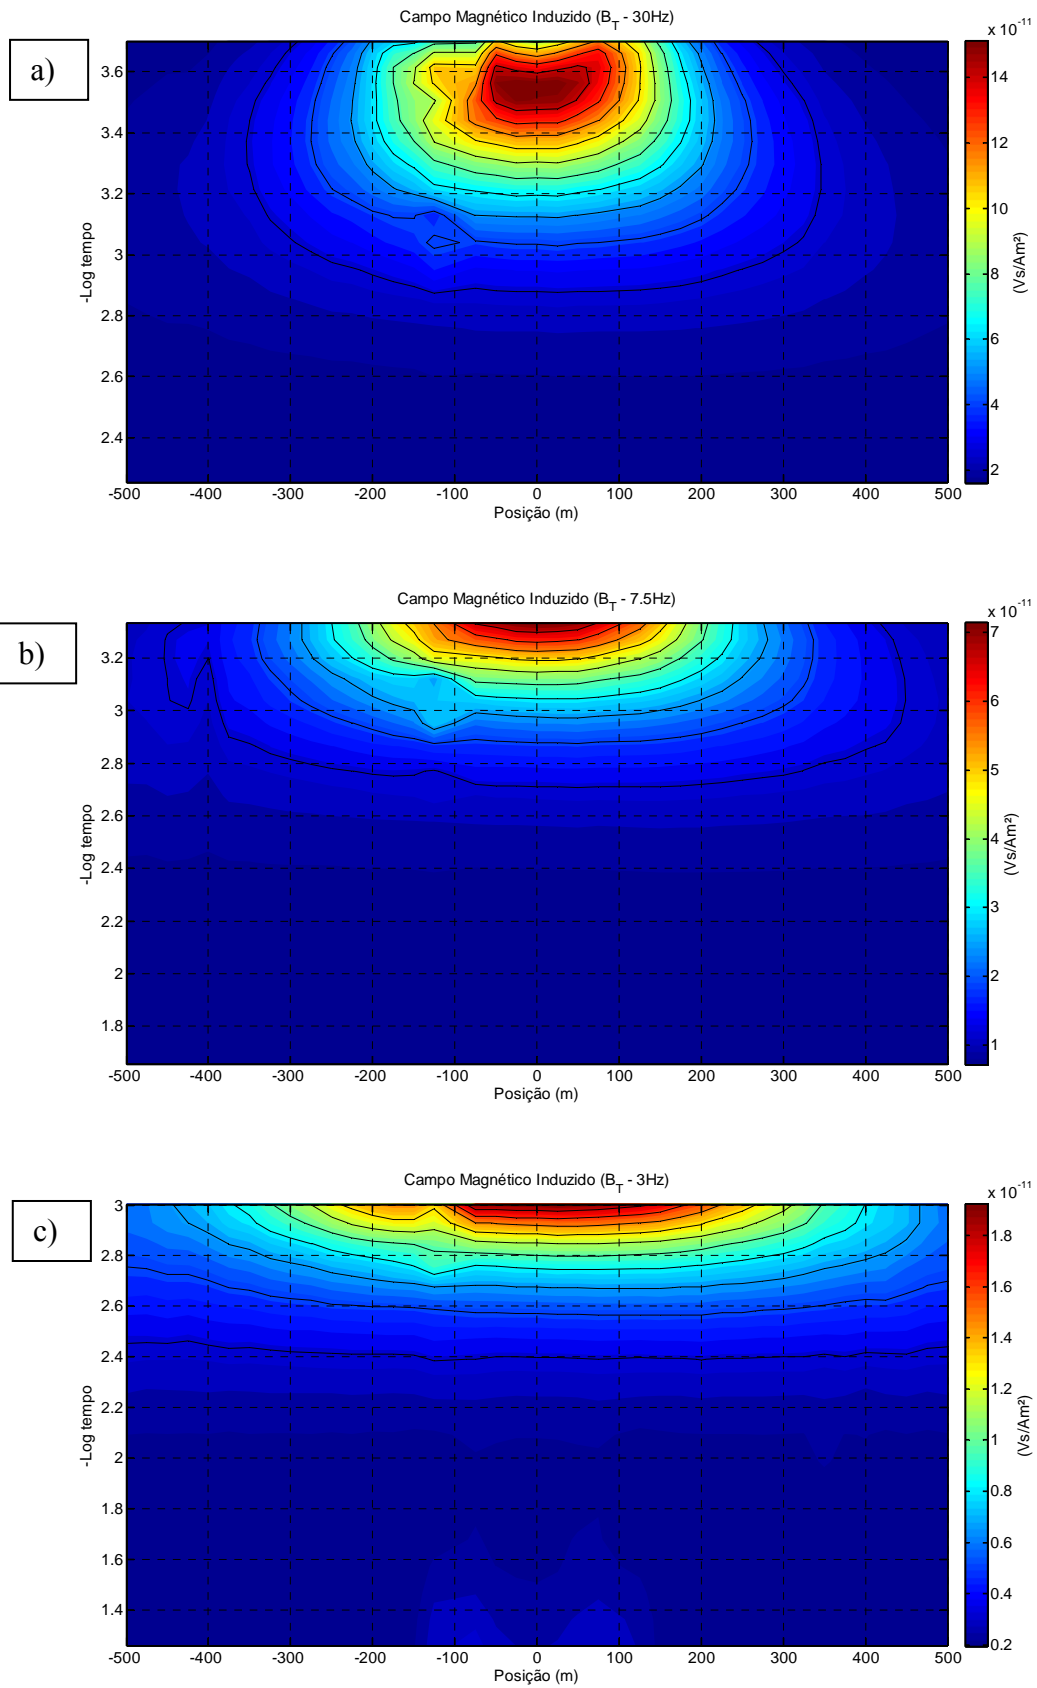 a)
Campo Magnético Induzido (B_T - 30Hz)
x 10^-11
-Log tempo
3.6
3.4
3.2
3
2.8
2.6
2.4
-500 -400 -300 -200 -100 0 100 200 300 400 500
Posição (m)
14
12
10
8
6
4
2
(Vs/Am²)
b)
Campo Magnético Induzido (B_T - 7.5Hz)
x 10^-11
-Log tempo
3.2
3
2.8
2.6
2.4
2.2
2
1.8
-500 -400 -300 -200 -100 0 100 200 300 400 500
Posição (m)
7
6
5
4
3
2
1
(Vs/Am²)
c)
Campo Magnético Induzido (B_T - 3Hz)
x 10^-11
-Log tempo
3
2.8
2.6
2.4
2.2
2
1.8
1.6
1.4
-500 -400 -300 -200 -100 0 100 200 300 400 500
Posição (m)
1.8
1.6
1.4
1.2
1
0.8
0.6
0.4
0.2
(Vs/Am²)